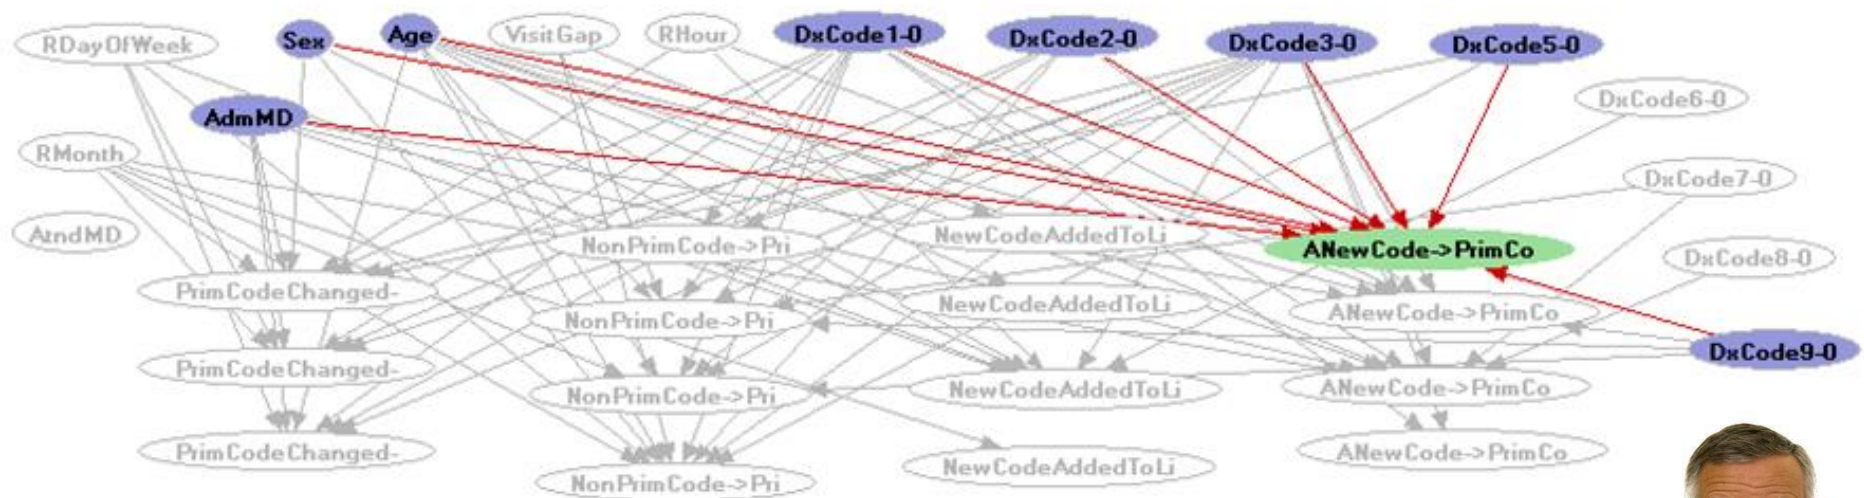 RDayOfWeek
Sex
Age
VisitGap
RHour
DxCode1-0
DxCode2-0
DxCode3-0
DxCode5-0
DxCode6-0
AdmMD
RMonth
DxCode7-0
AtndMD
NonPrimCode->Pri
NewCodeAddedToLi
ANewCode->PrimCo
DxCode8-0
PrimCodeChanged-
NonPrimCode->Pri
NewCodeAddedToLi
ANewCode->PrimCo
DxCode9-0
PrimCodeChanged-
NonPrimCode->Pri
NewCodeAddedToLi
ANewCode->PrimCo
PrimCodeChanged-
NonPrimCode->Pri
NewCodeAddedToLi
ANewCode->PrimCo